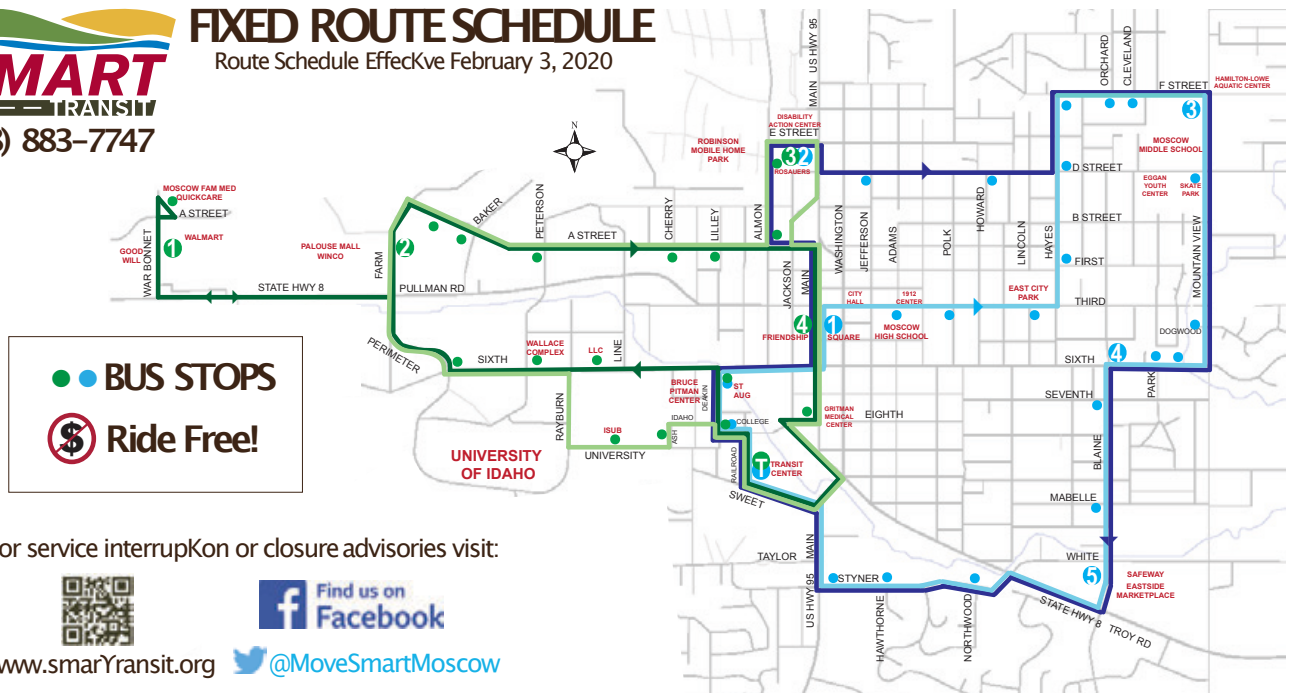 FIXED ROUTE SCHEDULE
Route Schedule EffecKve February 3, 2020
MART
TRANSIT
) 883–7747
N
MAIN US HWY 95
ORCHARD
CLEVELAND
F STREET
HAMILTON-LOWE
AQUATIC CENTER
DISABILITY
ACTION CENTER
E STREET
ROBINSON
MOBILE HOME
PARK
32
ROSAUERS
3
MOSCOW
MIDDLE SCHOOL
D STREET
EGGAN
YOUTH
CENTER
SKATE
PARK
MOSCOW FAM MED
QUICKCARE
A STREET
GOOD
WILL
1
WALMART
WAR BONNET
PALOUSE MALL
WINCO
FARM
2
BAKER
PETERSON
A STREET
CHERRY
LILLEY
ALMON
WASHINGTON
JEFFERSON
ADAMS
POLK
HOWARD
LINCOLN
HAYES
B STREET
FIRST
MOUNTAIN VIEW
STATE HWY 8
PULLMAN RD
JACKSON
MAIN
CITY
HALL
1912
CENTER
EAST CITY
PARK
THIRD
4
FRIENDSHIP
1
SQUARE
MOSCOW
HIGH SCHOOL
DOGWOOD
PERIMETER
SIXTH
WALLACE
COMPLEX
LLC
LINE
SIXTH
4
PARK
BRUCE
PITMAN
CENTER
DEAKIN
ST
AUG
SEVENTH
RAYBURN
ISUB
ASH
IDAHO
COLLEGE
GRITMAN
MEDICAL
CENTER
EIGHTH
UNIVERSITY
UNIVERSITY
OF IDAHO
RAILROAD
T
TRANSIT
CENTER
SWEET
BLAINE
MABELLE
TAYLOR
US HWY 95
MAIN
WHITE
5
SAFEWAY
EASTSIDE
MARKETPLACE
STYNER
HAWTHORNE
NORTHWOOD
STATE HWY 8
TROY RD
BUS STOPS
$
Ride Free!
or service interrupKon or closure advisories visit:
f
Find us on
Facebook
www.smarYransit.org
@MoveSmartMoscow